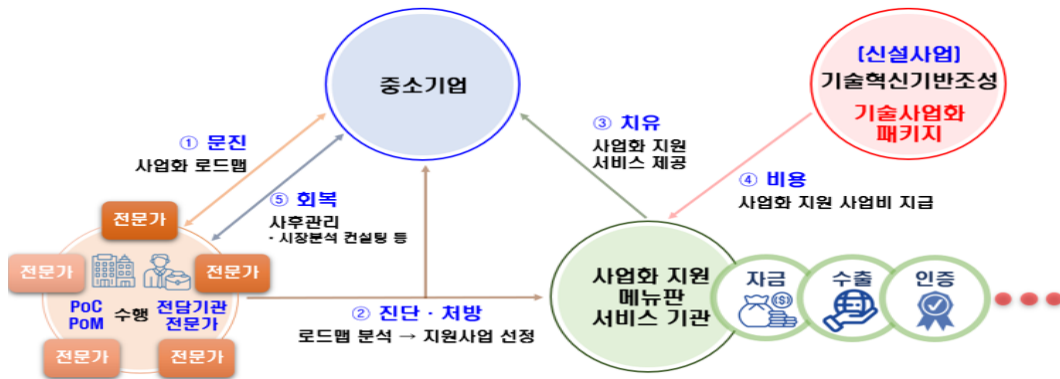 중소기업
[신설사업]
기술혁신기반조성
기술사업화
패키지
① 문진
사업화 로드맵
③ 치유
사업화 지원
서비스 제공
④ 비용
사업화 지원 사업비 지급
⑤ 회복
사후관리
- 시장분석 컨설팅 등
전문가
전문가
전문가
PoC
PoM
수행
전담기관
전문가
전문가
전문가
② 진단 · 처방
로드맵 분석 → 지원사업 선정
사업화 지원
메뉴판
서비스 기관
자금
수출
인증